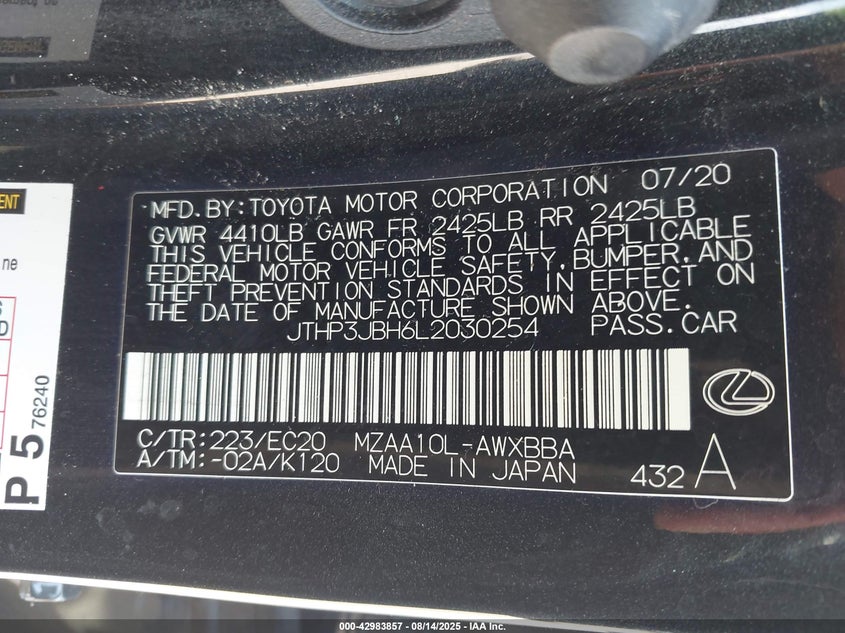 MFD. BY: TOYOTA MOTOR CORPORATION 07/20
GVWR 4410LB GAWR FR 2425LB RR 2425LB
THIS VEHICLE CONFORMS TO ALL APPLICABLE
FEDERAL MOTOR VEHICLE SAFETY, BUMPER, AND
THEFT PREVENTION STANDARDS IN EFFECT ON
THE DATE OF MANUFACTURE SHOWN ABOVE.
JTHP3JBH6L2030254 PASS. CAR
C/TR: 223/EC20 MZAA10L-AWXBBA
A/TM: -02A/K120 MADE IN JAPAN
432 A
ENT
ne
S
D
P 5 76240
000-42983857 - 08/14/2025 - IAA Inc.